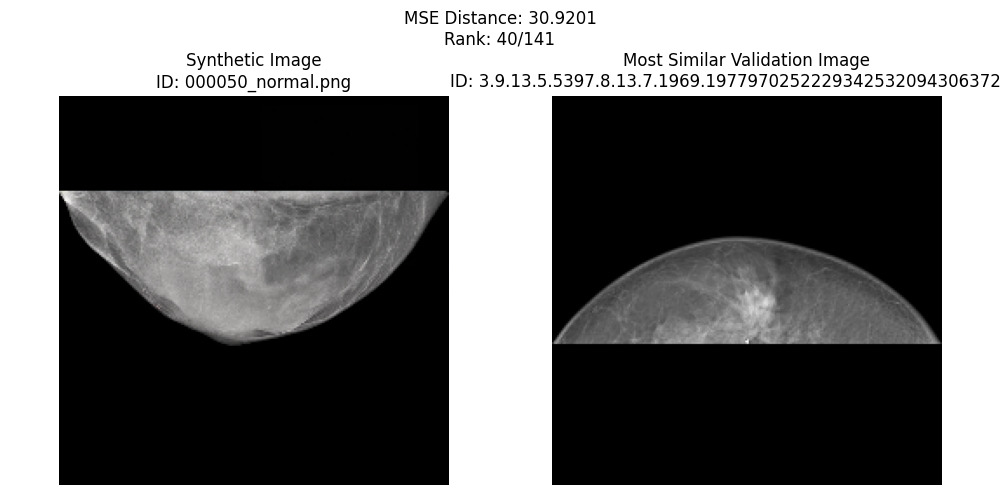 MSE Distance: 30.9201
Rank: 40/141
Synthetic Image
ID: 000050_normal.png
Most Similar Validation Image
ID: 3.9.13.5.5397.8.13.7.1969.1977970252229342532094306372